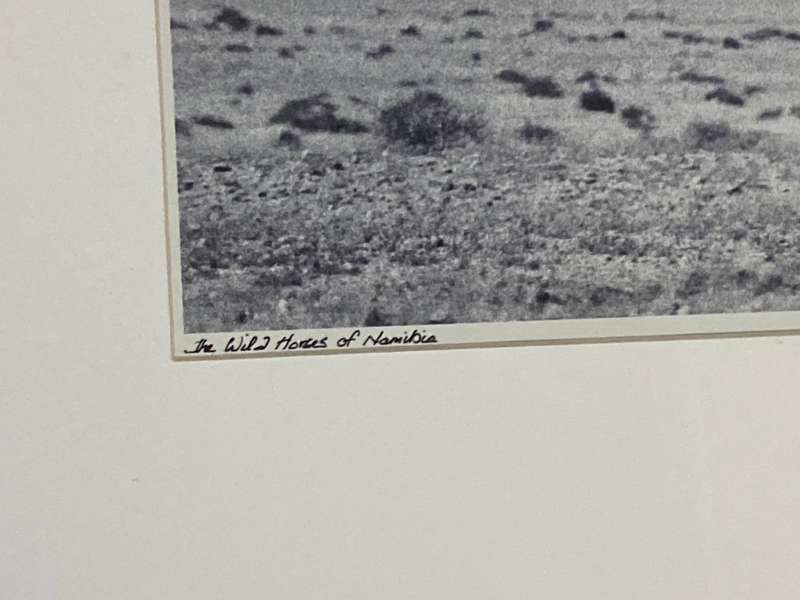 The Wild Horses of Namibia